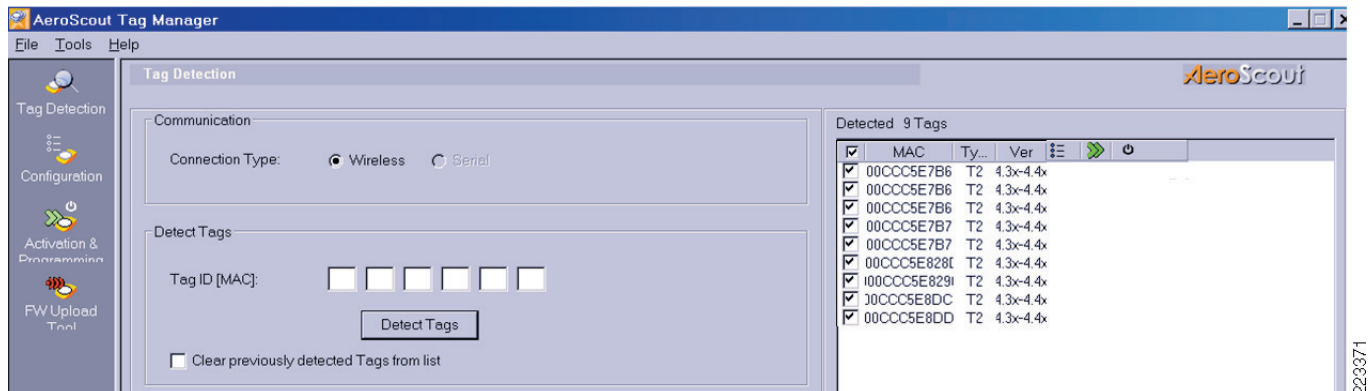 AeroScout Tag Manager
File Tools Help
Tag Detection
Configuration
Activation &
Programming
FW Upload
Tool
Tag Detection
AeroScout
Communication
Connection Type: Wireless Serial
Detect Tags
Tag ID [MAC]:
Detect Tags
Clear previously detected Tags from list
Detected 9 Tags
MAC Ty... Ver
00CCC5E7B6 T2 4.3x-4.4x
00CCC5E7B6 T2 4.3x-4.4x
00CCC5E7B6 T2 4.3x-4.4x
00CCC5E7B7 T2 4.3x-4.4x
00CCC5E7B7 T2 4.3x-4.4x
T2 4.3x-4.4x
T2 4.3x-4.4x
T2 4.3x-4.4x
00CCC5E8DD T2 4.3x-4.4x